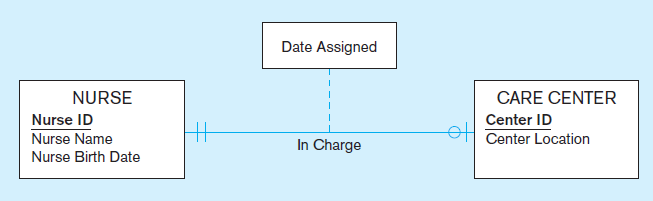 Date Assigned
NURSE
Nurse ID
Nurse Name
Nurse Birth Date
In Charge
CARE CENTER
Center ID
Center Location